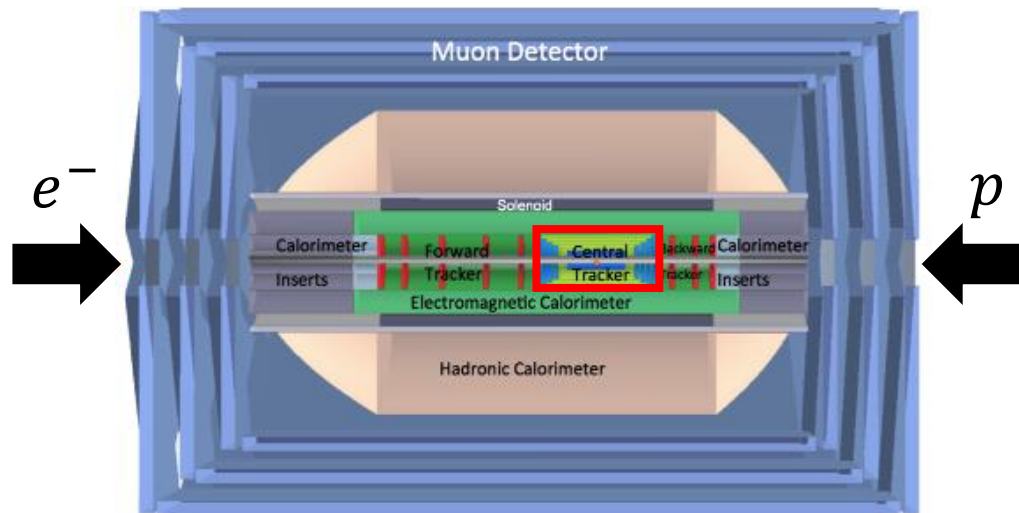 Muon Detector
e⁻
p
Solenoid
Calorimeter
Forward
Central
Backward
Calorimeter
Inserts
Tracker
Tracker
Tracker
Inserts
Electromagnetic Calorimeter
Hadronic Calorimeter